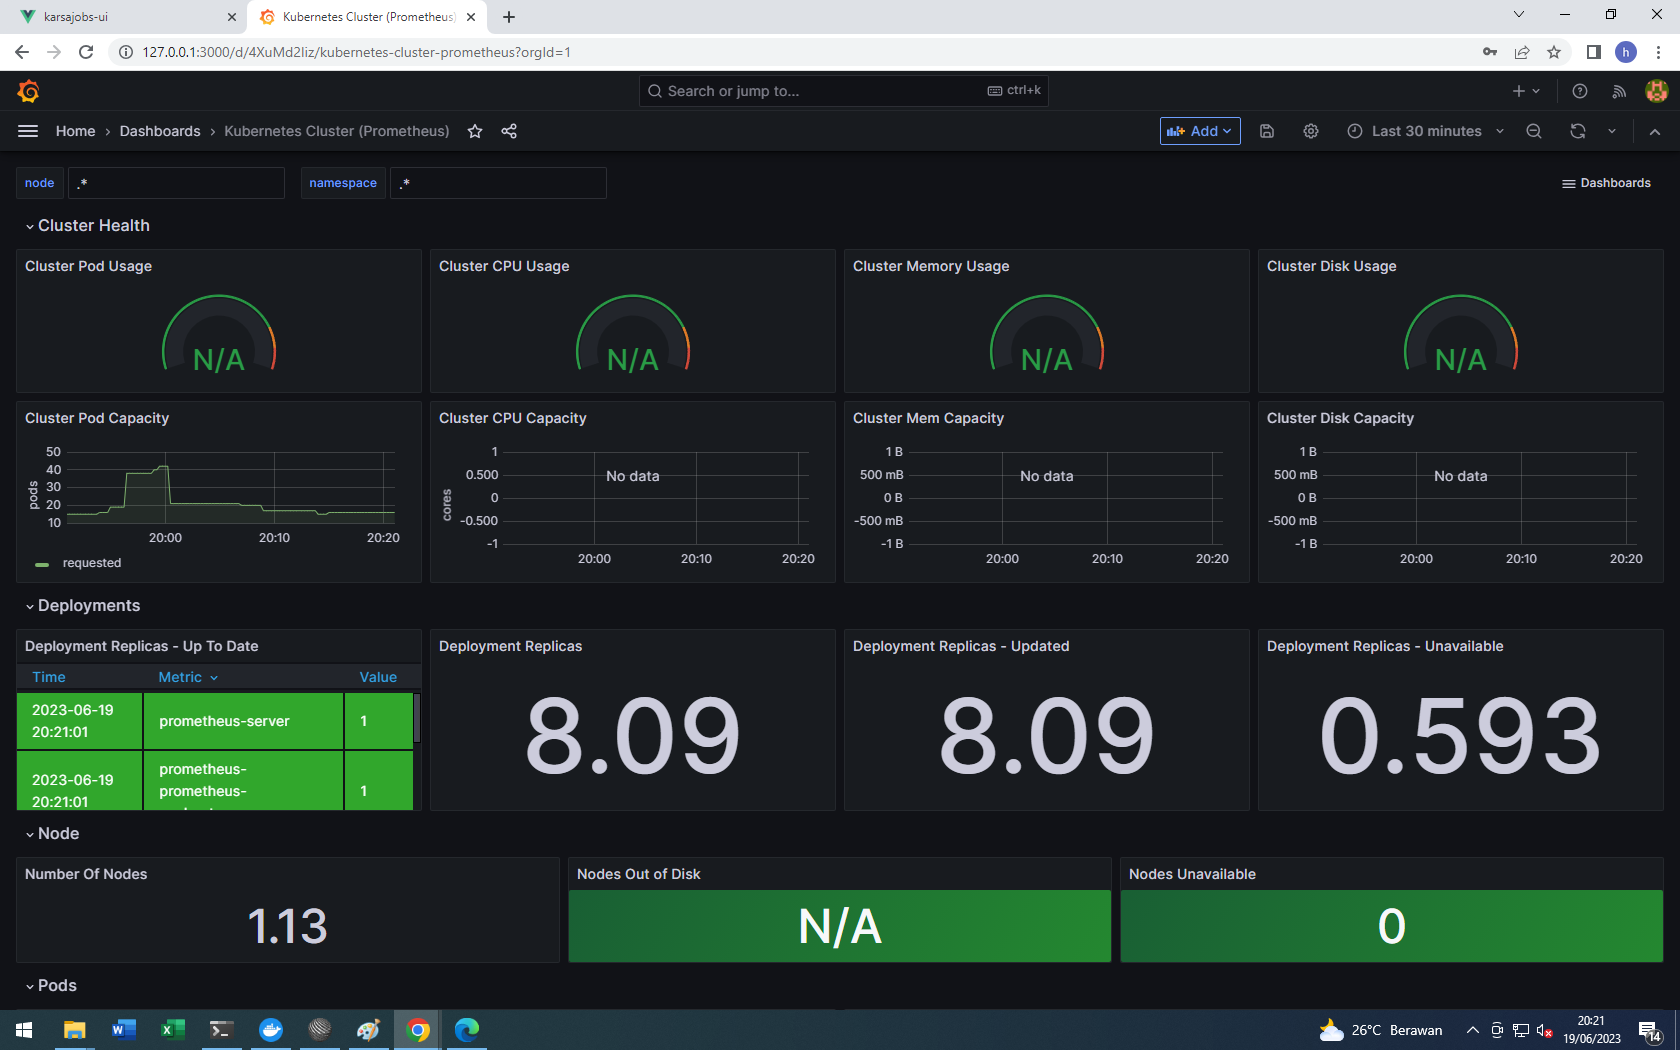 karsajobs-ui
Kubernetes Cluster (Prometheus)
127.0.0.1:3000/d/4XuMd2Iiz/kubernetes-cluster-prometheus?orgId=1
h
Search or jump to...
ctrl+k
Home › Dashboards › Kubernetes Cluster (Prometheus)
Add
Last 30 minutes
node
.*
namespace
.*
Dashboards
Cluster Health
Cluster Pod Usage
N/A
Cluster CPU Usage
N/A
Cluster Memory Usage
N/A
Cluster Disk Usage
N/A
Cluster Pod Capacity
pods
50
40
30
20
10
20:00 20:10 20:20
requested
Cluster CPU Capacity
cores
1
0.500
0
-0.500
-1
No data
20:00 20:10 20:20
Cluster Mem Capacity
1 B
500 mB
0 B
-500 mB
-1 B
No data
20:00 20:10 20:20
Cluster Disk Capacity
1 B
500 mB
0 B
-500 mB
-1 B
No data
20:00 20:10 20:20
Deployments
Deployment Replicas - Up To Date
Time Metric Value
2023-06-19
20:21:01
prometheus-server
1
2023-06-19
20:21:01
prometheus-
prometheus-
1
Deployment Replicas
8.09
Deployment Replicas - Updated
8.09
Deployment Replicas - Unavailable
0.593
Node
Number Of Nodes
1.13
Nodes Out of Disk
N/A
Nodes Unavailable
0
Pods
26°C Berawan
20:21
19/06/2023
14